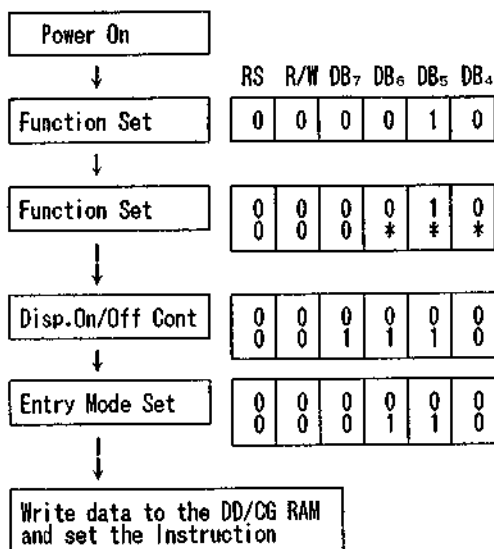 Power On
RS R/W DB₇ DB₆ DB₅ DB₄
Function Set 0 0 0 0 1 0
Function Set 0 0 0 0 1 0
0 0 0 * * *
Disp.On/Off Cont 0 0 0 0 0 0
0 0 1 1 1 0
Entry Mode Set 0 0 0 0 0 0
0 0 0 1 1 0
Write data to the DD/CG RAM
and set the Instruction